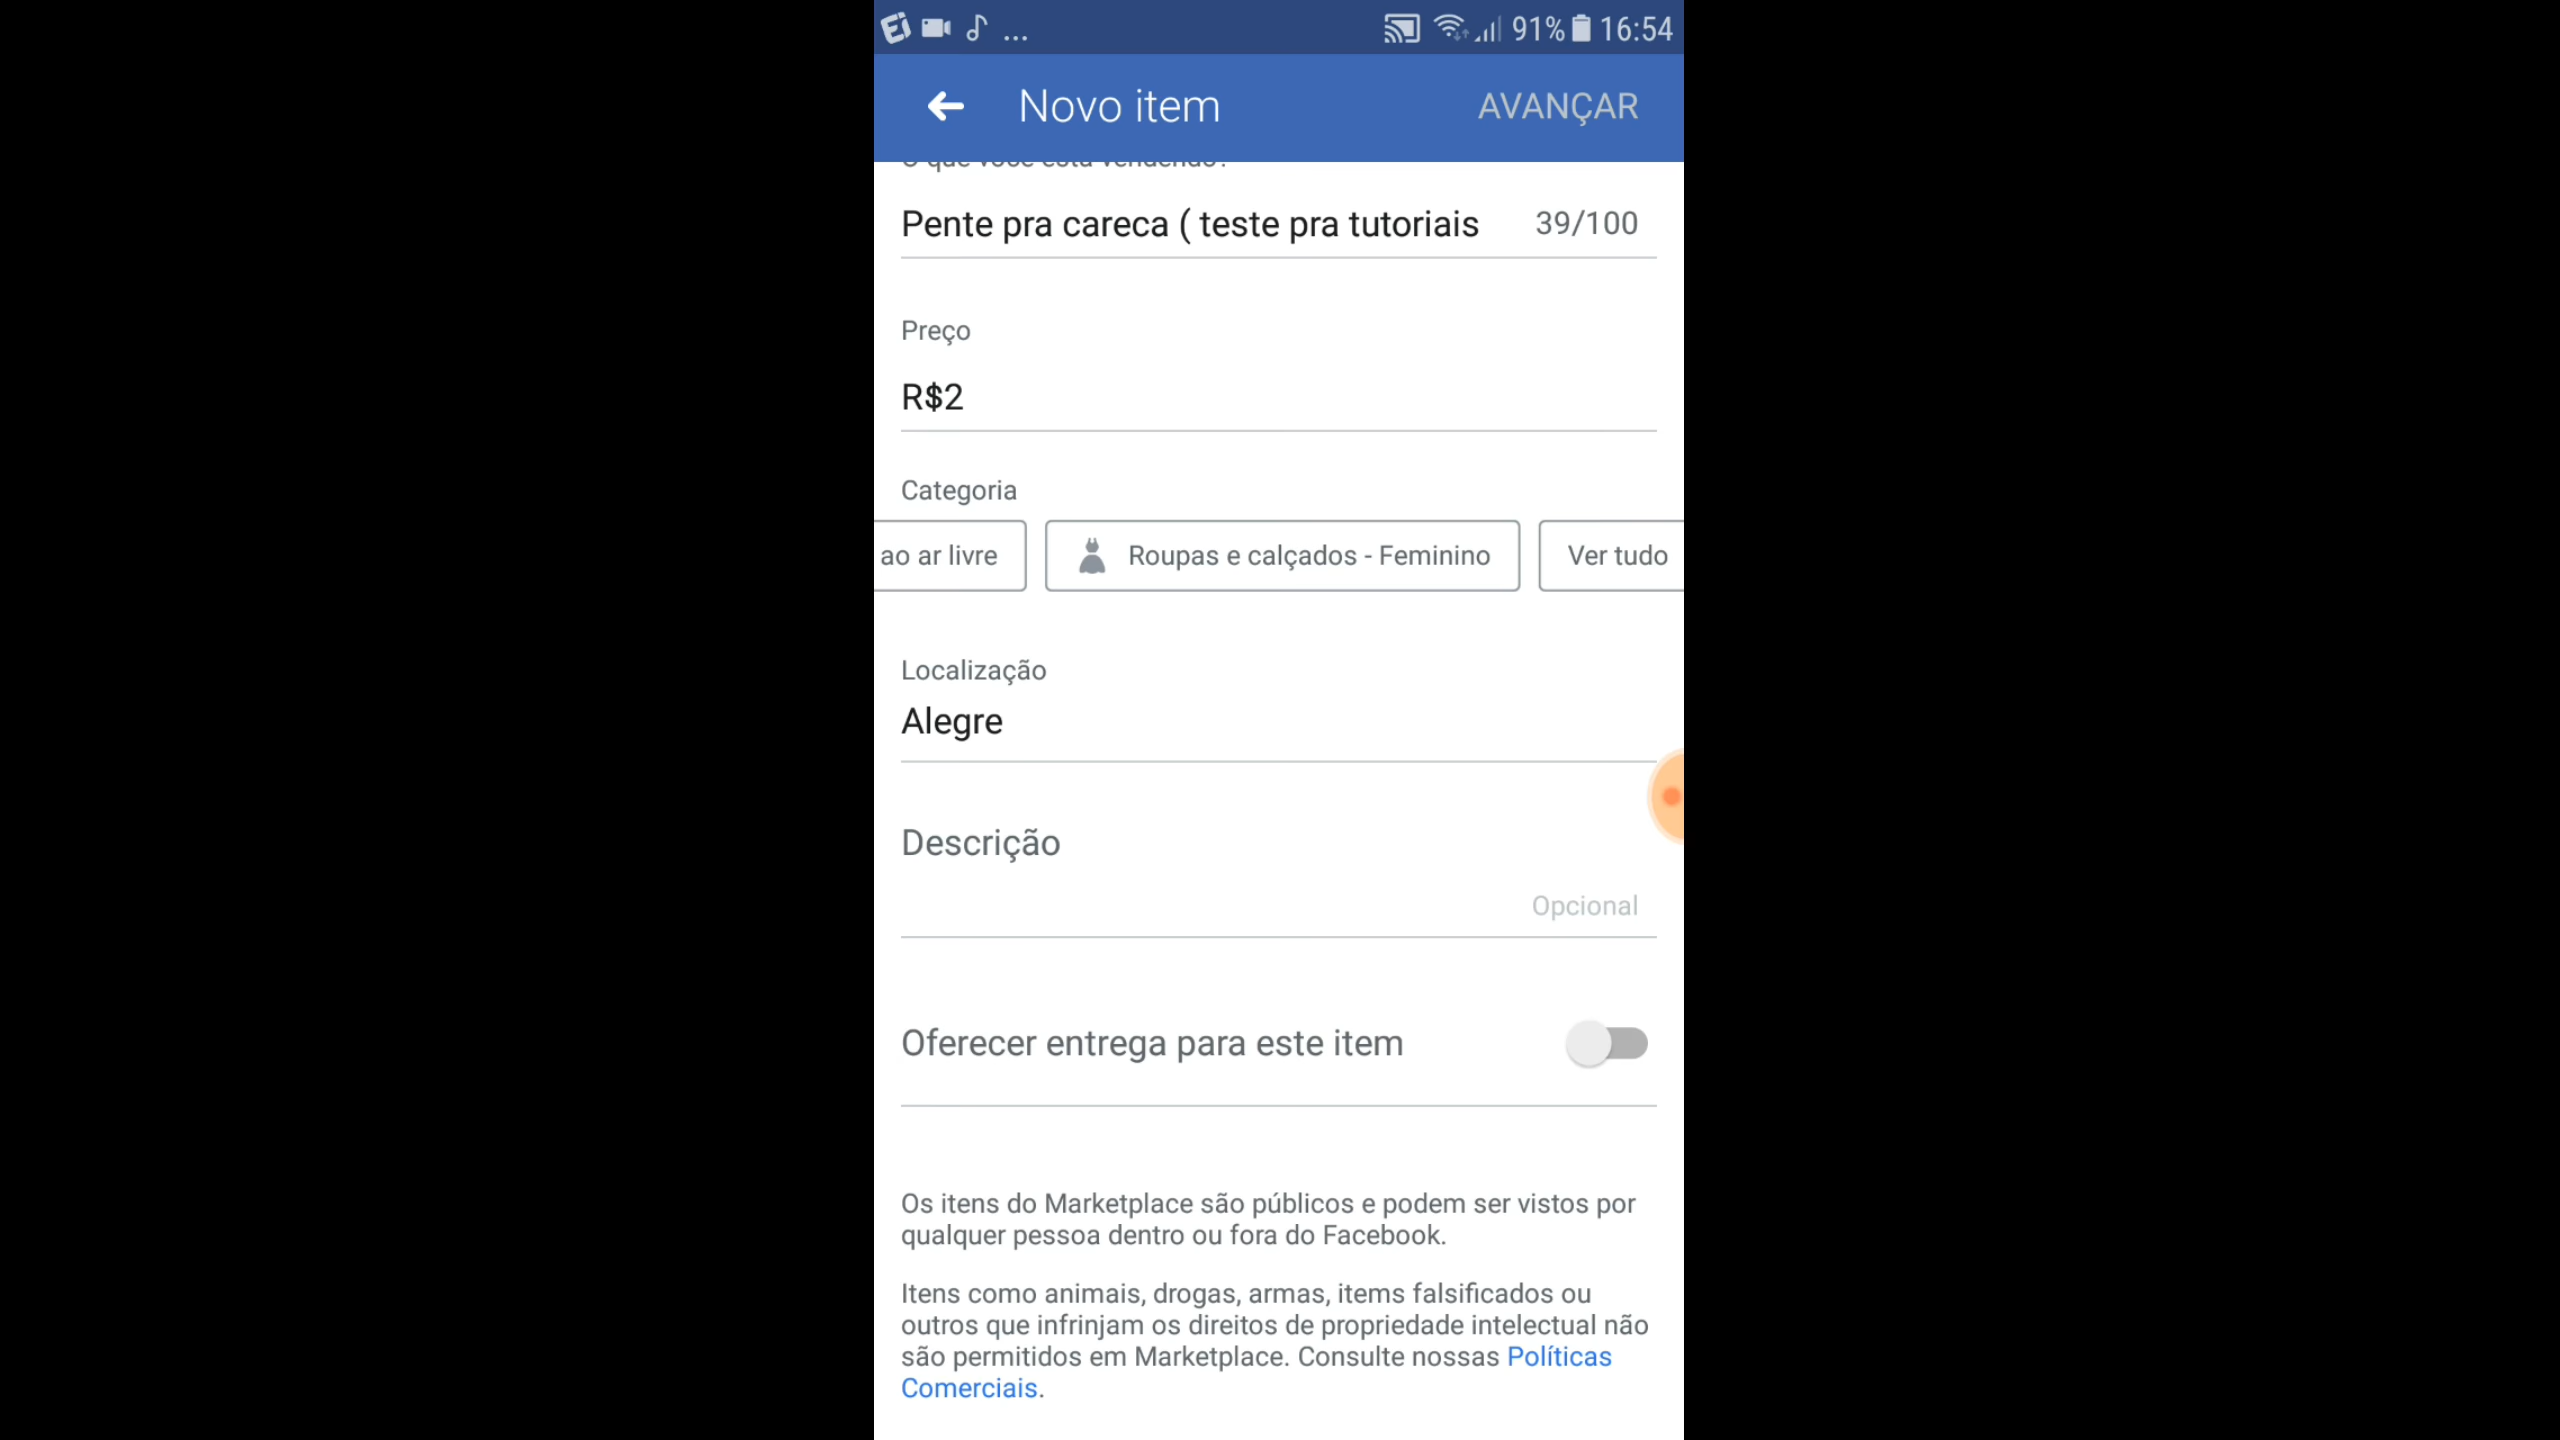 ... 91% 16:54
Novo item AVANÇAR
O que você está vendendo?
Pente pra careca ( teste pra tutoriais 39/100
Preço
R$2
Categoria
ao ar livre Roupas e calçados - Feminino Ver tudo
Localização
Alegre
Descrição
Opcional
Oferecer entrega para este item
Os itens do Marketplace são públicos e podem ser vistos por
qualquer pessoa dentro ou fora do Facebook.
Itens como animais, drogas, armas, items falsificados ou
outros que infrinjam os direitos de propriedade intelectual não
são permitidos em Marketplace. Consulte nossas Políticas
Comerciais.